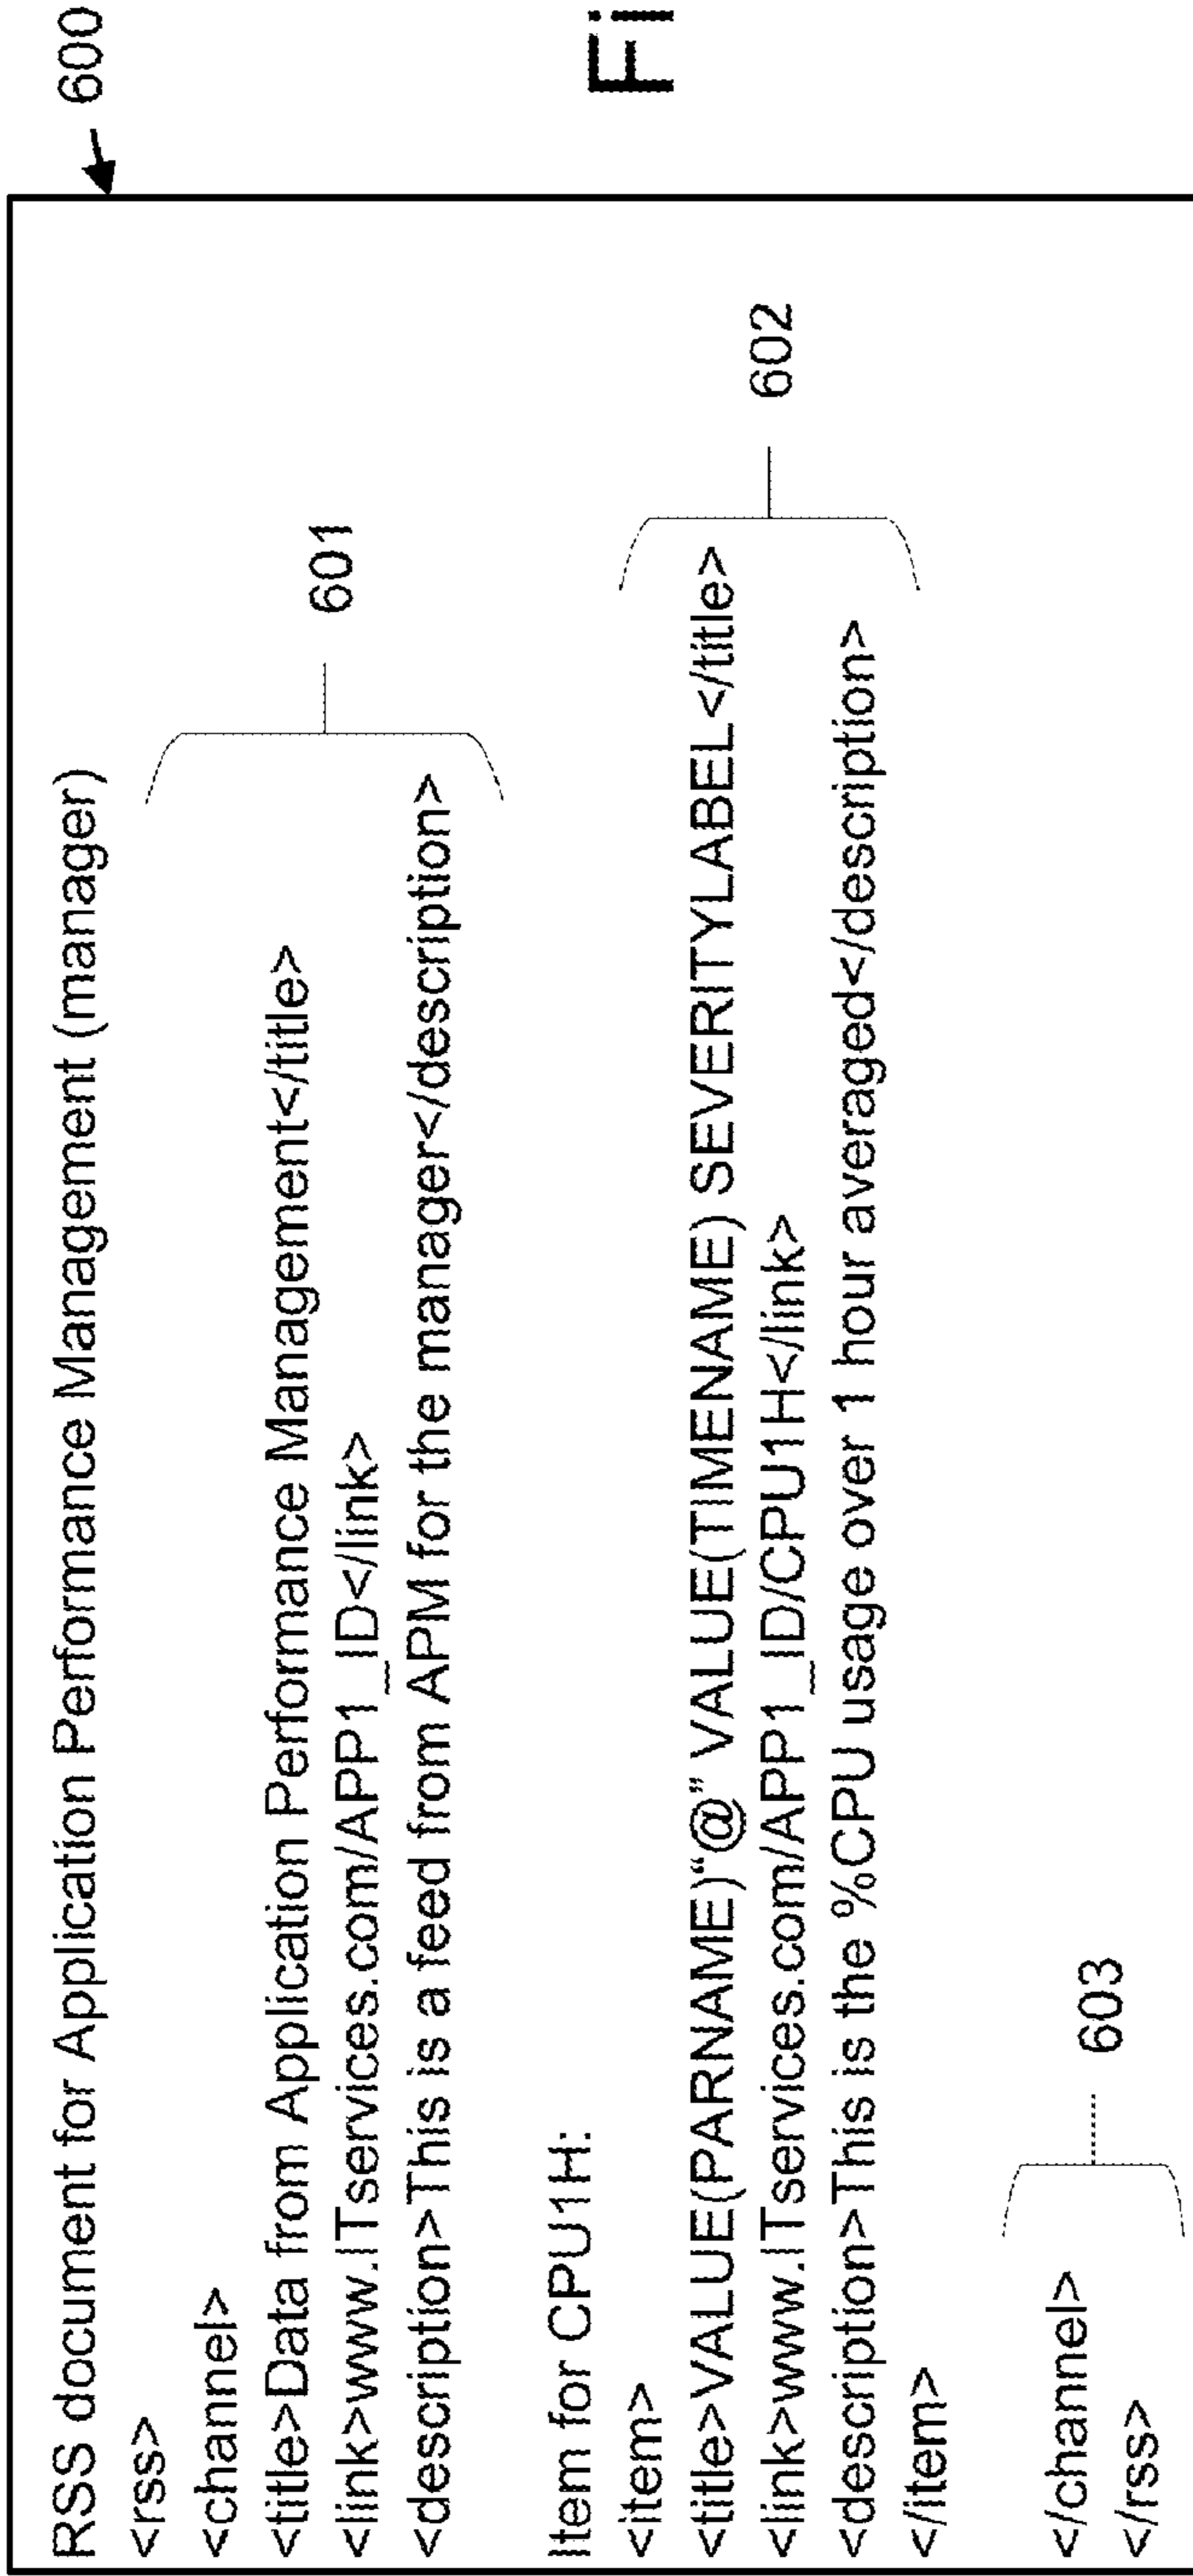 600
RSS document for Application Performance Management (manager)
<rss>
<channel>
<title>Data from Application Performance Management</title>
<link>www.ITservices.com/APP1_ID</link>
<description>This is a feed from APM for the manager</description>
601
Item for CPU1H:
<item>
<title>VALUE(PARNAME)“@” VALUE(TIMENAME) SEVERITYLABEL</title>
<link>www.ITservices.com/APP1_ID/CPU1H</link>
<description>This is the %CPU usage over 1 hour averaged</description>
</item>
602
</channel>
</rss>
603
Fi